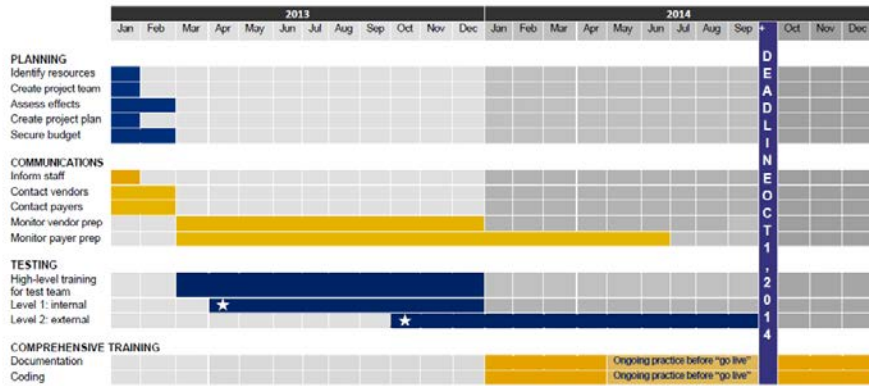 2013 2014
Jan Feb Mar Apr May Jun Jul Aug Sep Oct Nov Dec Jan Feb Mar Apr May Jun Jul Aug Sep + Oct Nov Dec
PLANNING
Identify resources
Create project team
Assess effects
Create project plan
Secure budget
COMMUNICATIONS
Inform staff
Contact vendors
Contact payers
Monitor vendor prep
Monitor payer prep
TESTING
High-level training
for test team
Level 1: internal
Level 2: external
COMPREHENSIVE TRAINING
Documentation Ongoing practice before "go live"
Coding Ongoing practice before "go live"
DEADLINE OCT 1, 2014